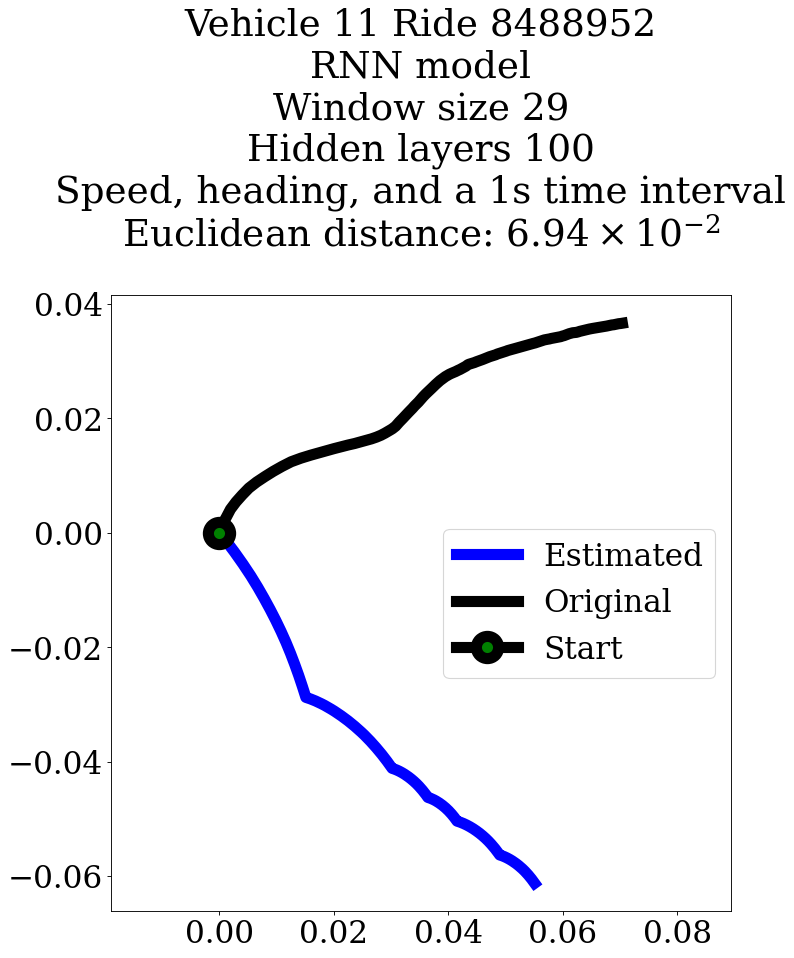 Vehicle 11 Ride 8488952
RNN model
Window size 29
Hidden layers 100
Speed, heading, and a 1s time interval
Euclidean distance: 6.94 × 10⁻²
0.04
0.02
0.00
−0.02
−0.04
−0.06
Estimated
Original
Start
0.00 0.02 0.04 0.06 0.08